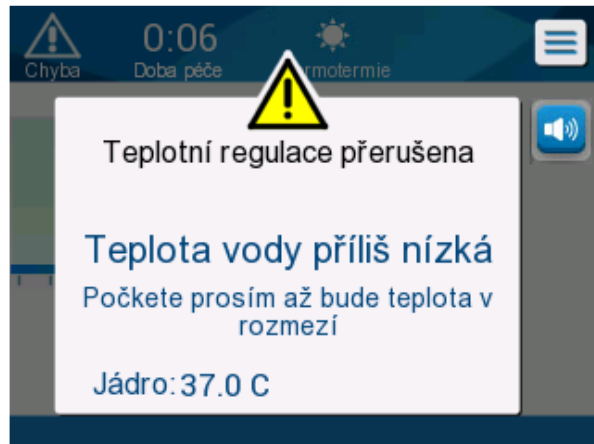 0:06
Chyba
Doba péče
rmotermie
Teplotní regulace přerušena
Teplota vody příliš nízká
Počkete prosím až bude teplota v
rozmezí
Jádro: 37.0 C